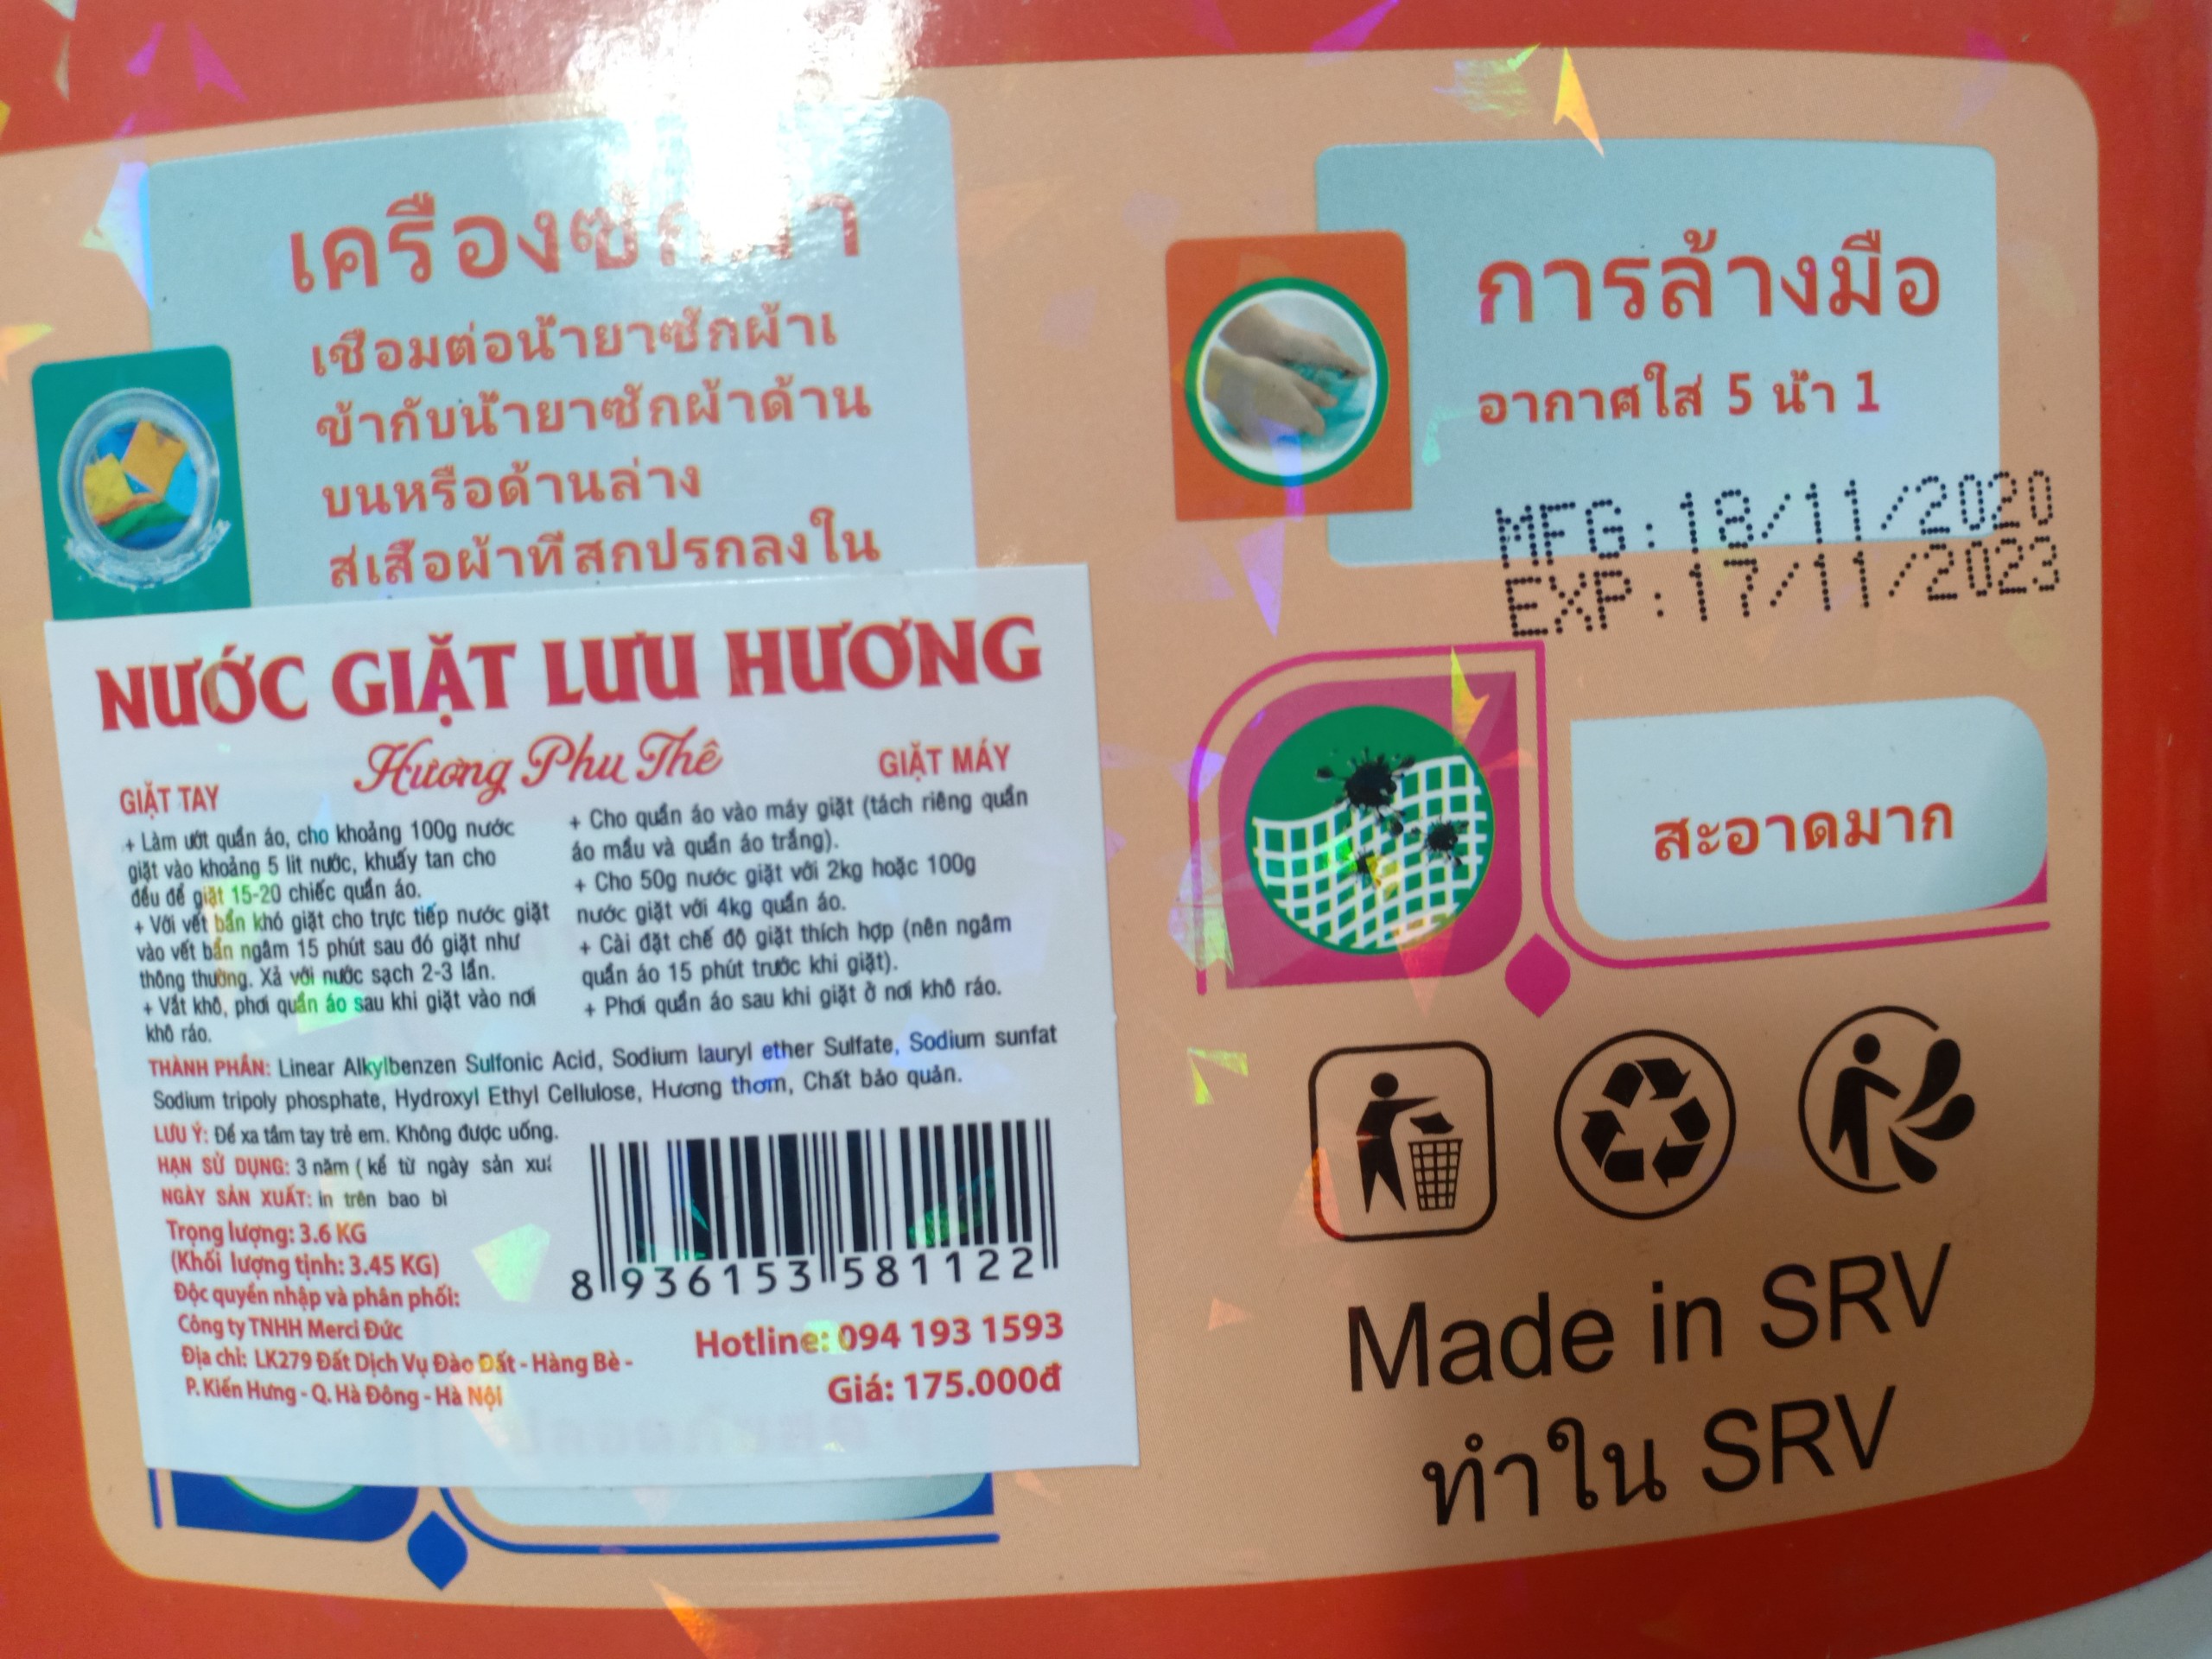 เครื่องซักผ้า
เชือมต่อน้ำยาซักผ้าเ
ข้ากับน้ำยาซักผ้าด้าน
บนหรือด้านล่าง
ส่เสือผ้าทีสกปรกลงใน
การล้างมือ
อากาศใส่ 5 น้ำ 1
MFG:18/11/2020
EXP:17/11/2023
NƯỚC GIẶT LƯU HƯƠNG
Hương Phu Thê
GIẶT TAY
+ Làm ướt quần áo, cho khoảng 100g nước
giặt vào khoảng 5 lit nước, khuấy tan cho
đều để giặt 15-20 chiếc quần áo.
+ Với vết bẩn khó giặt cho trực tiếp nước giặt
vào vết bẩn ngâm 15 phút sau đó giặt như
thông thường. Xả với nước sạch 2-3 lần.
+ Vắt khô, phơi quần áo sau khi giặt vào nơi
khô ráo.
GIẶT MÁY
+ Cho quần áo vào máy giặt (tách riêng quần
áo mầu và quần áo trắng).
+ Cho 50g nước giặt với 2kg hoặc 100g
nước giặt với 4kg quần áo.
+ Cài đặt chế độ giặt thích hợp (nên ngâm
quần áo 15 phút trước khi giặt).
+ Phơi quần áo sau khi giặt ở nơi khô ráo.
THÀNH PHẦN: Linear Alkylbenzen Sulfonic Acid, Sodium lauryl ether Sulfate, Sodium sunfat
Sodium tripoly phosphate, Hydroxyl Ethyl Cellulose, Hương thơm, Chất bảo quản.
LƯU Ý: Để xa tầm tay trẻ em. Không được uống.
HẠN SỬ DỤNG: 3 năm ( kể từ ngày sản
NGÀY SẢN XUẤT: in trên bao bì
Trọng lượng: 3.6 KG
(Khối lượng tịnh: 3.45 KG)
Độc quyền nhập và phân phối:
Công ty TNHH Merci Đức
Địa chỉ: LK279 Đất Dịch Vụ Đào Đất - Hàng Bè -
P. Kiến Hưng - Q. Hà Đông - Hà Nội
8 936153 581122
Hotline: 094 193 1593
Giá: 175.000đ
สะอาดมาก
Made in SRV
ทำใน SRV